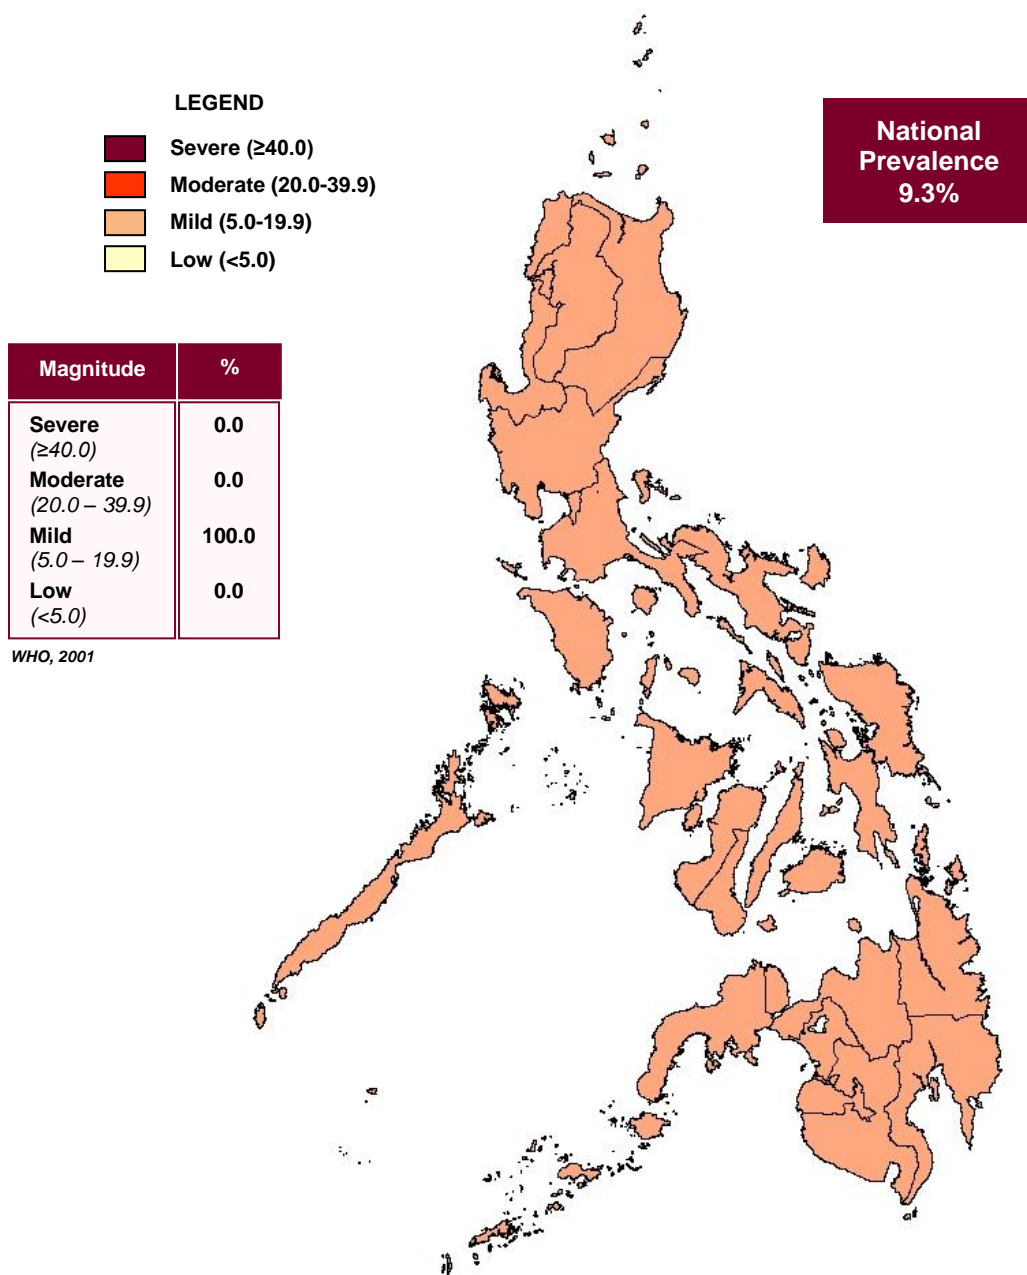 LEGEND
Severe (≥40.0)
Moderate (20.0-39.9)
Mild (5.0-19.9)
Low (<5.0)
National
Prevalence
9.3%
Magnitude %
Severe 0.0
(≥40.0)
Moderate 0.0
(20.0 – 39.9)
Mild 100.0
(5.0 – 19.9)
Low 0.0
(<5.0)
WHO, 2001